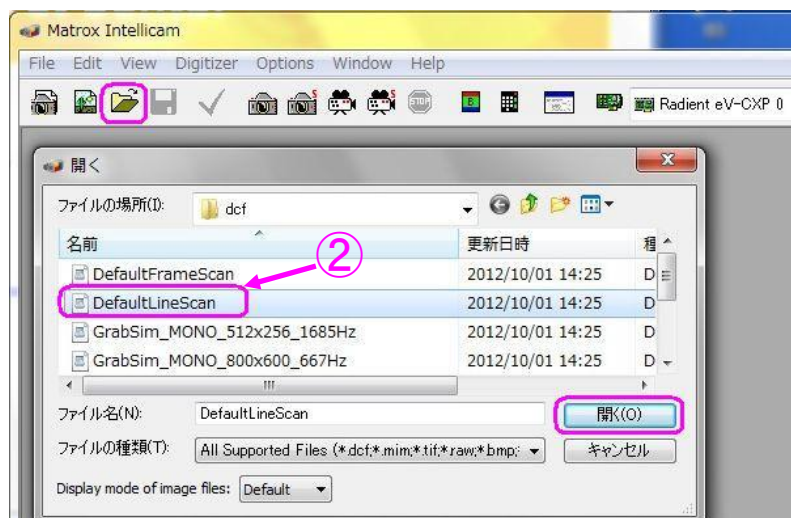 Matrox Intellicam
File Edit View Digitizer Options Window Help
Radient eV-CXP 0
開く
ファイルの場所(I): dcf
名前 更新日時 種
②
DefaultFrameScan 2012/10/01 14:25 D
DefaultLineScan 2012/10/01 14:25 D
GrabSim_MONO_512x256_1685Hz 2012/10/01 14:25 D
GrabSim_MONO_800x600_667Hz 2012/10/01 14:25 D
ファイル名(N): DefaultLineScan 開く(O)
ファイルの種類(T): All Supported Files (*.dcf;*.mim;*.tif;*.raw;*.bmp; キャンセル
Display mode of image files: Default